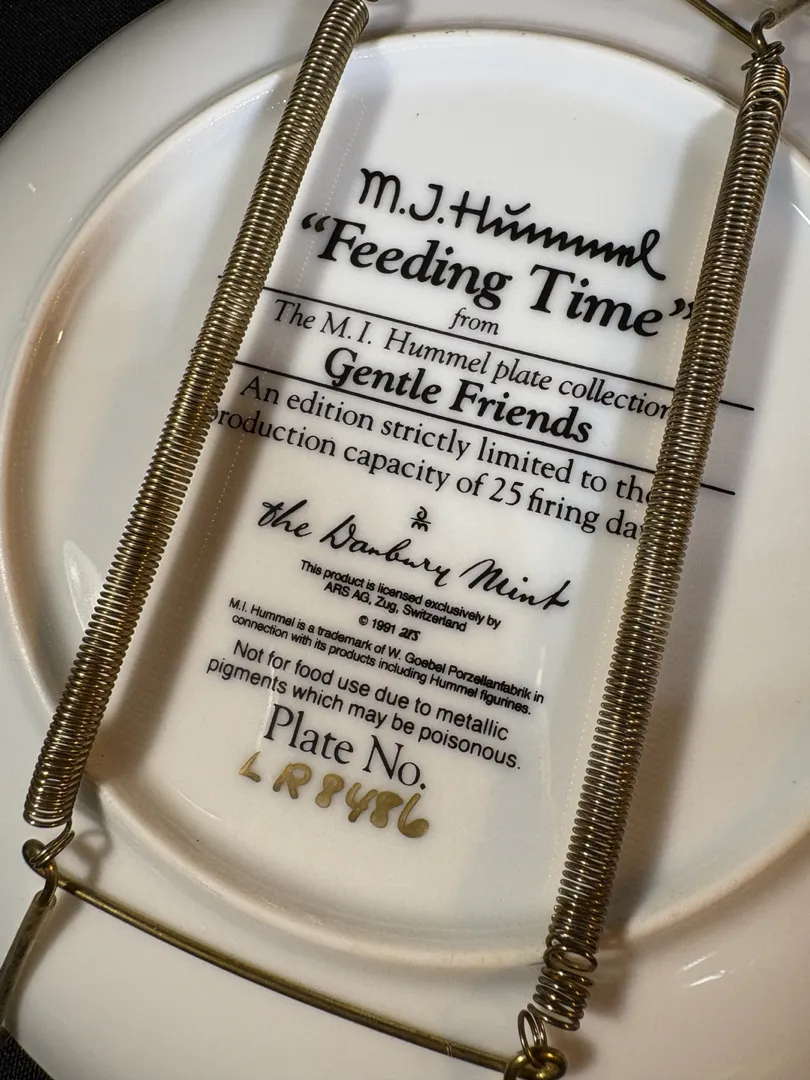 M.J. Hummel
“Feeding Time”
from
The M.I. Hummel plate collection
Gentle Friends
An edition strictly limited to the
production capacity of 25 firing day
the Danbury Mint
This product is licensed exclusively by
ARS AG, Zug, Switzerland
© 1991 ars
M.I. Hummel is a trademark of W. Goebel Porzellanfabrik in
connection with its products including Hummel figurines.
Not for food use due to metallic
pigments which may be poisonous.
Plate No.
LR8486